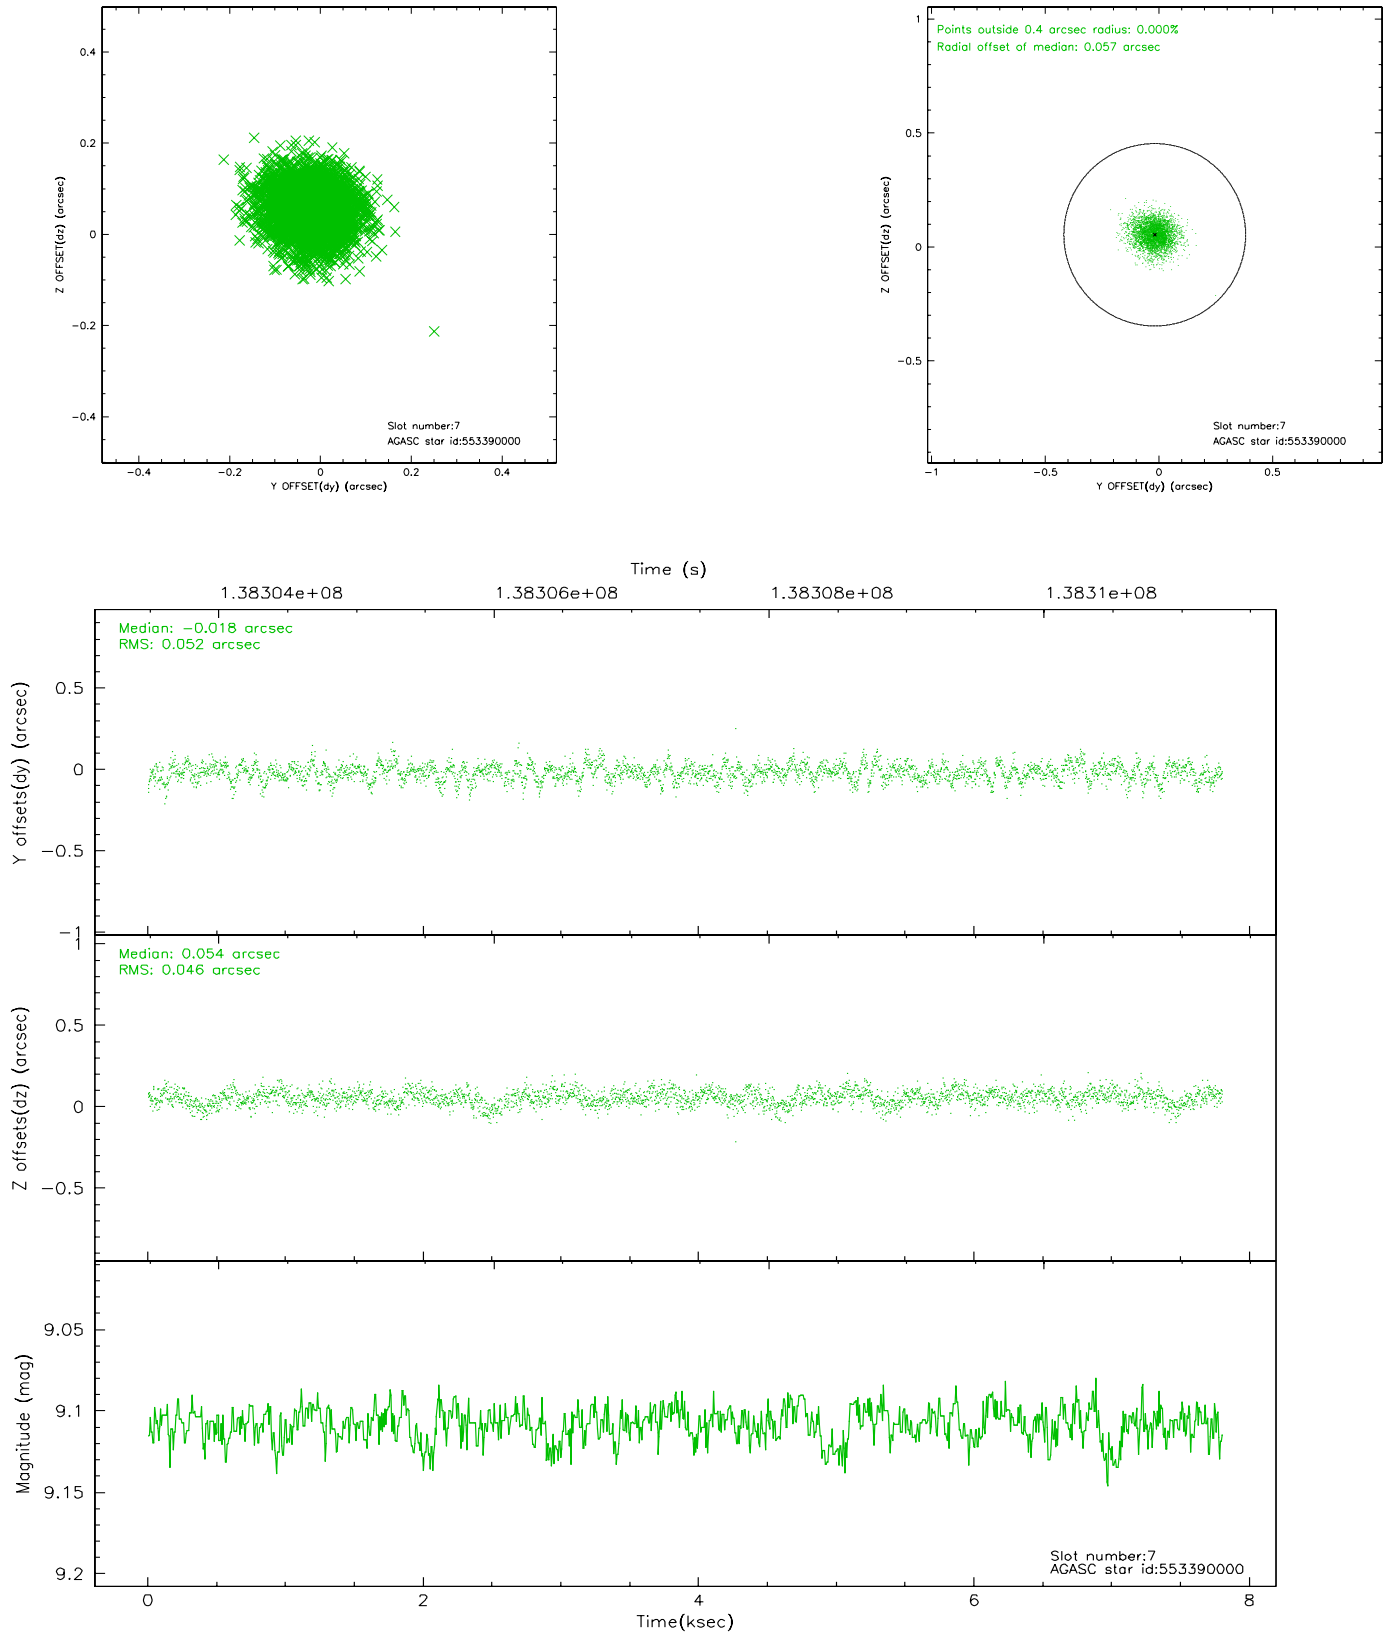 0.4
0.2
0
−0.2
−0.4
Z OFFSET(dz) (arcsec)
Slot number:7
AGASC star id:553390000
−0.4 −0.2 0 0.2 0.4
Y OFFSET(dy) (arcsec)
Points outside 0.4 arcsec radius: 0.000%
Radial offset of median: 0.057 arcsec
1
0.5
0
−0.5
Z OFFSET(dz) (arcsec)
Slot number:7
AGASC star id:553390000
−1 −0.5 0 0.5
Y OFFSET(dy) (arcsec)
Time (s)
1.38304e+08 1.38306e+08 1.38308e+08 1.3831e+08
Median: −0.018 arcsec
RMS: 0.052 arcsec
0.5
0
−0.5
−1
Y offsets(dy) (arcsec)
Median: 0.054 arcsec
RMS: 0.046 arcsec
1
0.5
0
−0.5
Z offsets(dz) (arcsec)
9.05
9.1
9.15
9.2
Magnitude (mag)
Slot number:7
AGASC star id:553390000
0 2 4 6 8
Time(ksec)